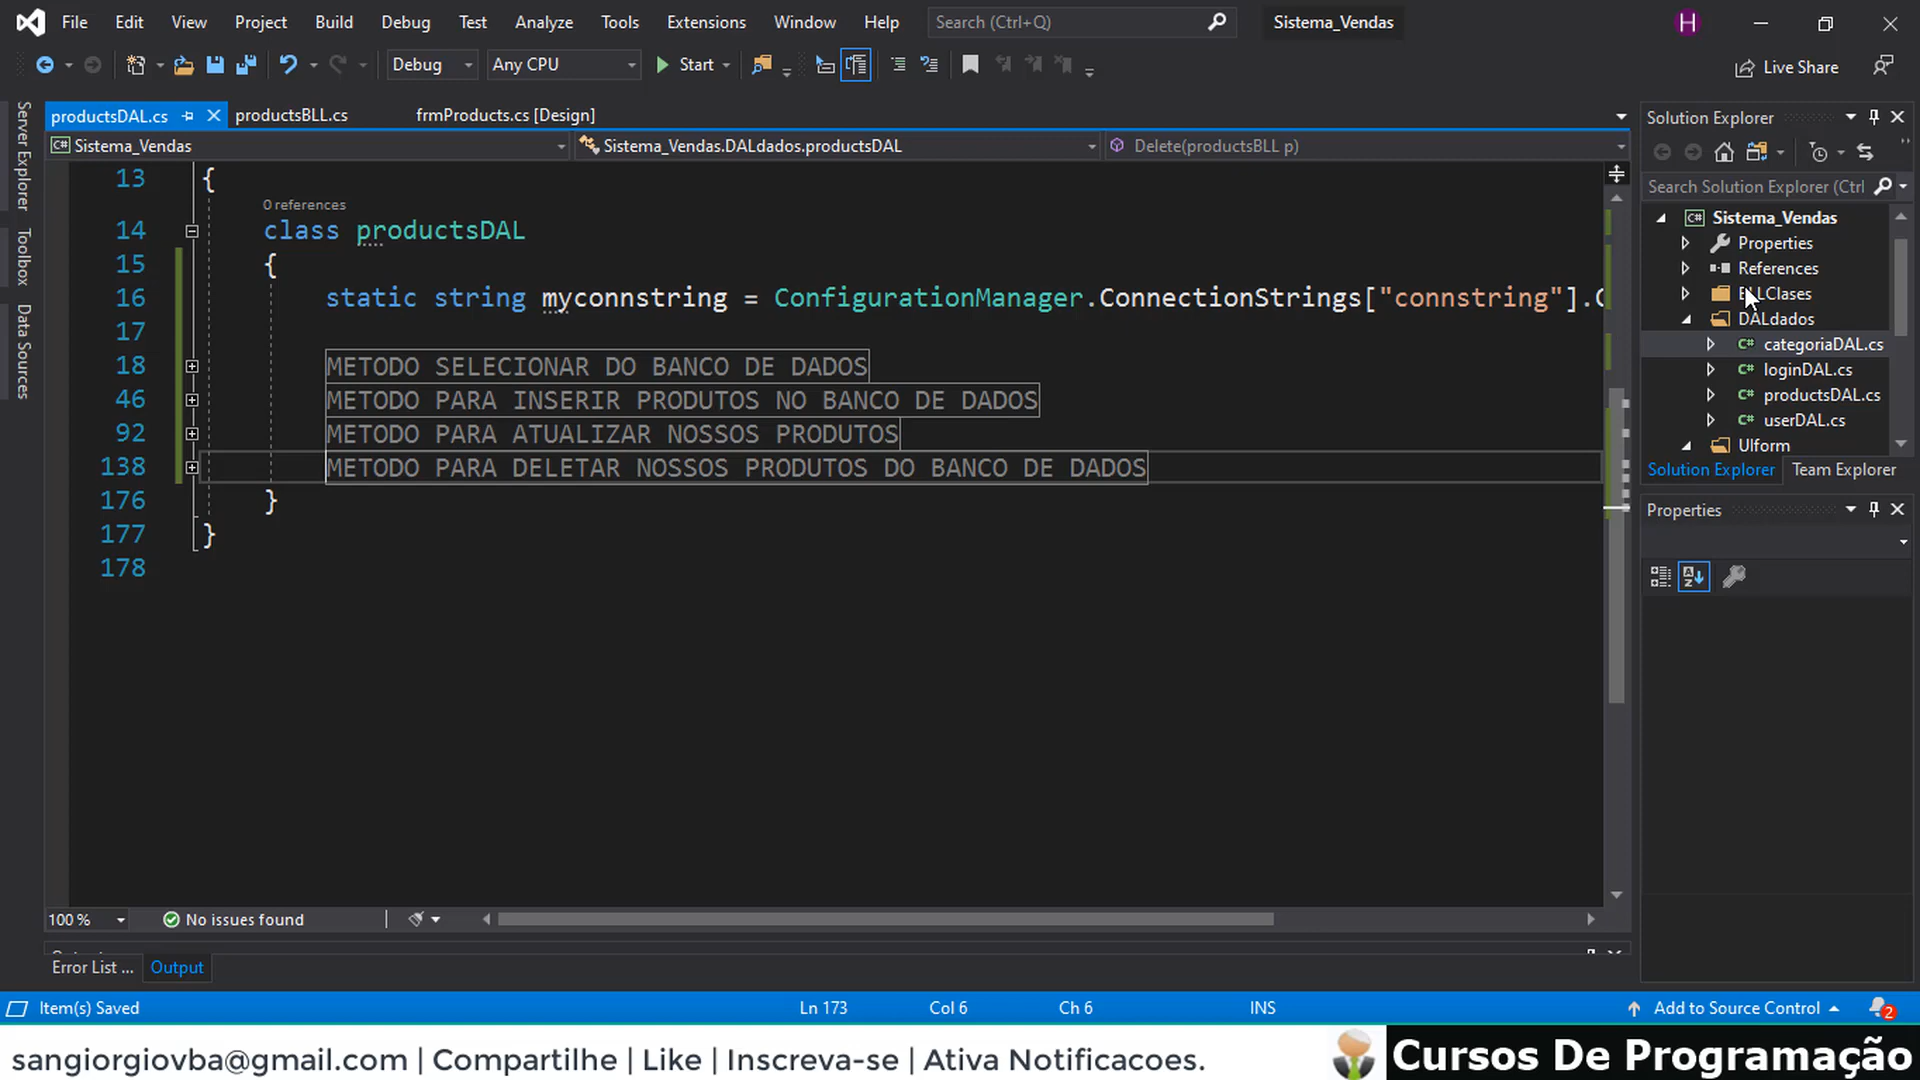 File Edit View Project Build Debug Test Analyze Tools Extensions Window Help Search (Ctrl+Q) Sistema_Vendas H
Debug Any CPU Start Live Share
Server Explorer
Toolbox
Data Sources
productsDAL.cs productsBLL.cs frmProducts.cs [Design]
C# Sistema_Vendas Sistema_Vendas.DALdados.productsDAL Delete(productsBLL p)
13 {
0 references
14 class productsDAL
15 {
16 static string myconnstring = ConfigurationManager.ConnectionStrings["connstring"].
17
18 METODO SELECIONAR DO BANCO DE DADOS
46 METODO PARA INSERIR PRODUTOS NO BANCO DE DADOS
92 METODO PARA ATUALIZAR NOSSOS PRODUTOS
138 METODO PARA DELETAR NOSSOS PRODUTOS DO BANCO DE DADOS
176 }
177 }
178
100 % No issues found
Error List ... Output
Solution Explorer
Search Solution Explorer (Ctrl
C# Sistema_Vendas
Properties
References
DALdados
C# categoriaDAL.cs
C# loginDAL.cs
C# productsDAL.cs
C# userDAL.cs
UIform
Solution Explorer Team Explorer
Properties
Item(s) Saved Ln 173 Col 6 Ch 6 INS Add to Source Control 2
sangiorgiovba@gmail.com | Compartilhe | Like | Inscreva-se | Ativa Notificacoes. Cursos De Programação